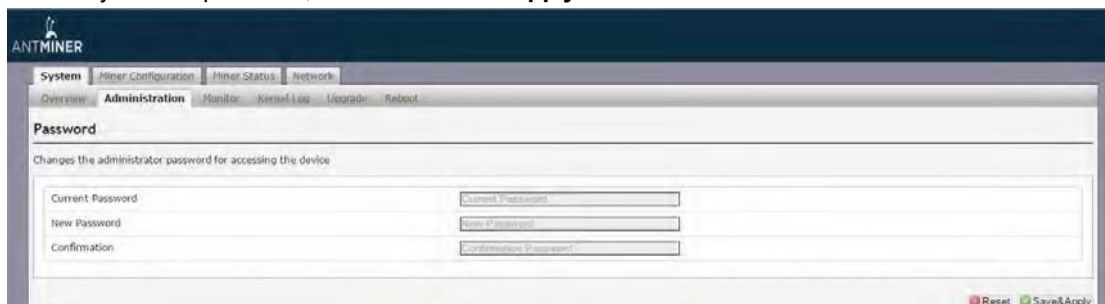 ANTMINER
System Miner Configuration Miner Status Network
Overview Administration Monitor Kernel Log Upgrade Reboot
Password
Changes the administrator password for accessing the device
Current Password Current Password
New Password New Password
Confirmation Confirmation Password
Reset Save&Apply